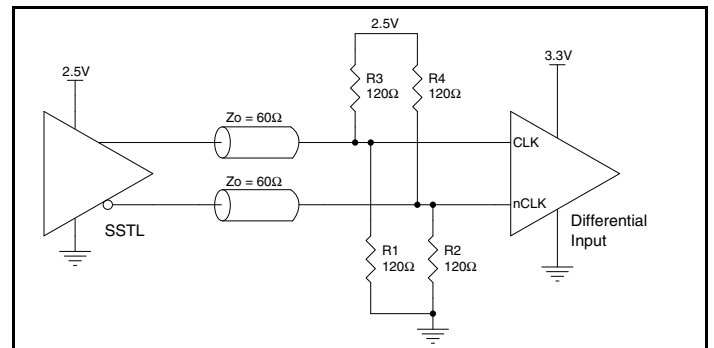 2.5V
2.5V
3.3V
R3
120Ω
R4
120Ω
Zo = 60Ω
CLK
Zo = 60Ω
nCLK
SSTL
Differential
Input
R1
120Ω
R2
120Ω